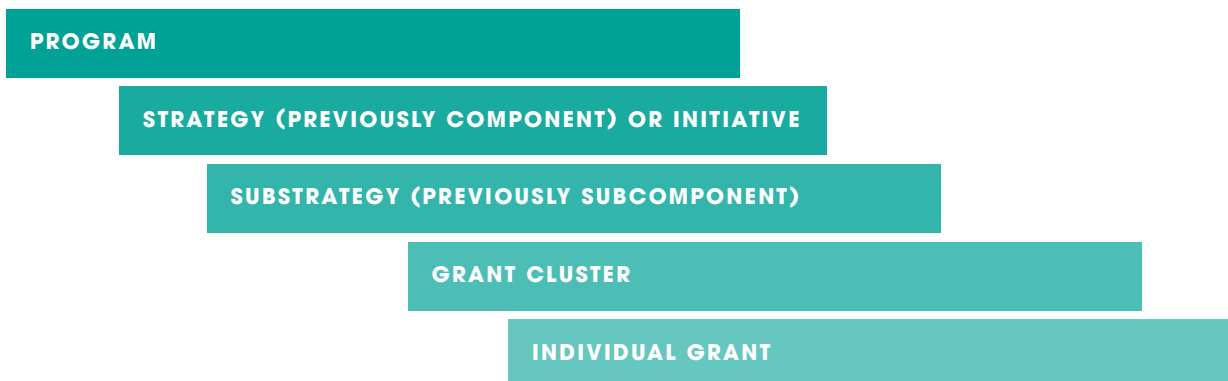 PROGRAM
STRATEGY (PREVIOUSLY COMPONENT) OR INITIATIVE
SUBSTRATEGY (PREVIOUSLY SUBCOMPONENT)
GRANT CLUSTER
INDIVIDUAL GRANT